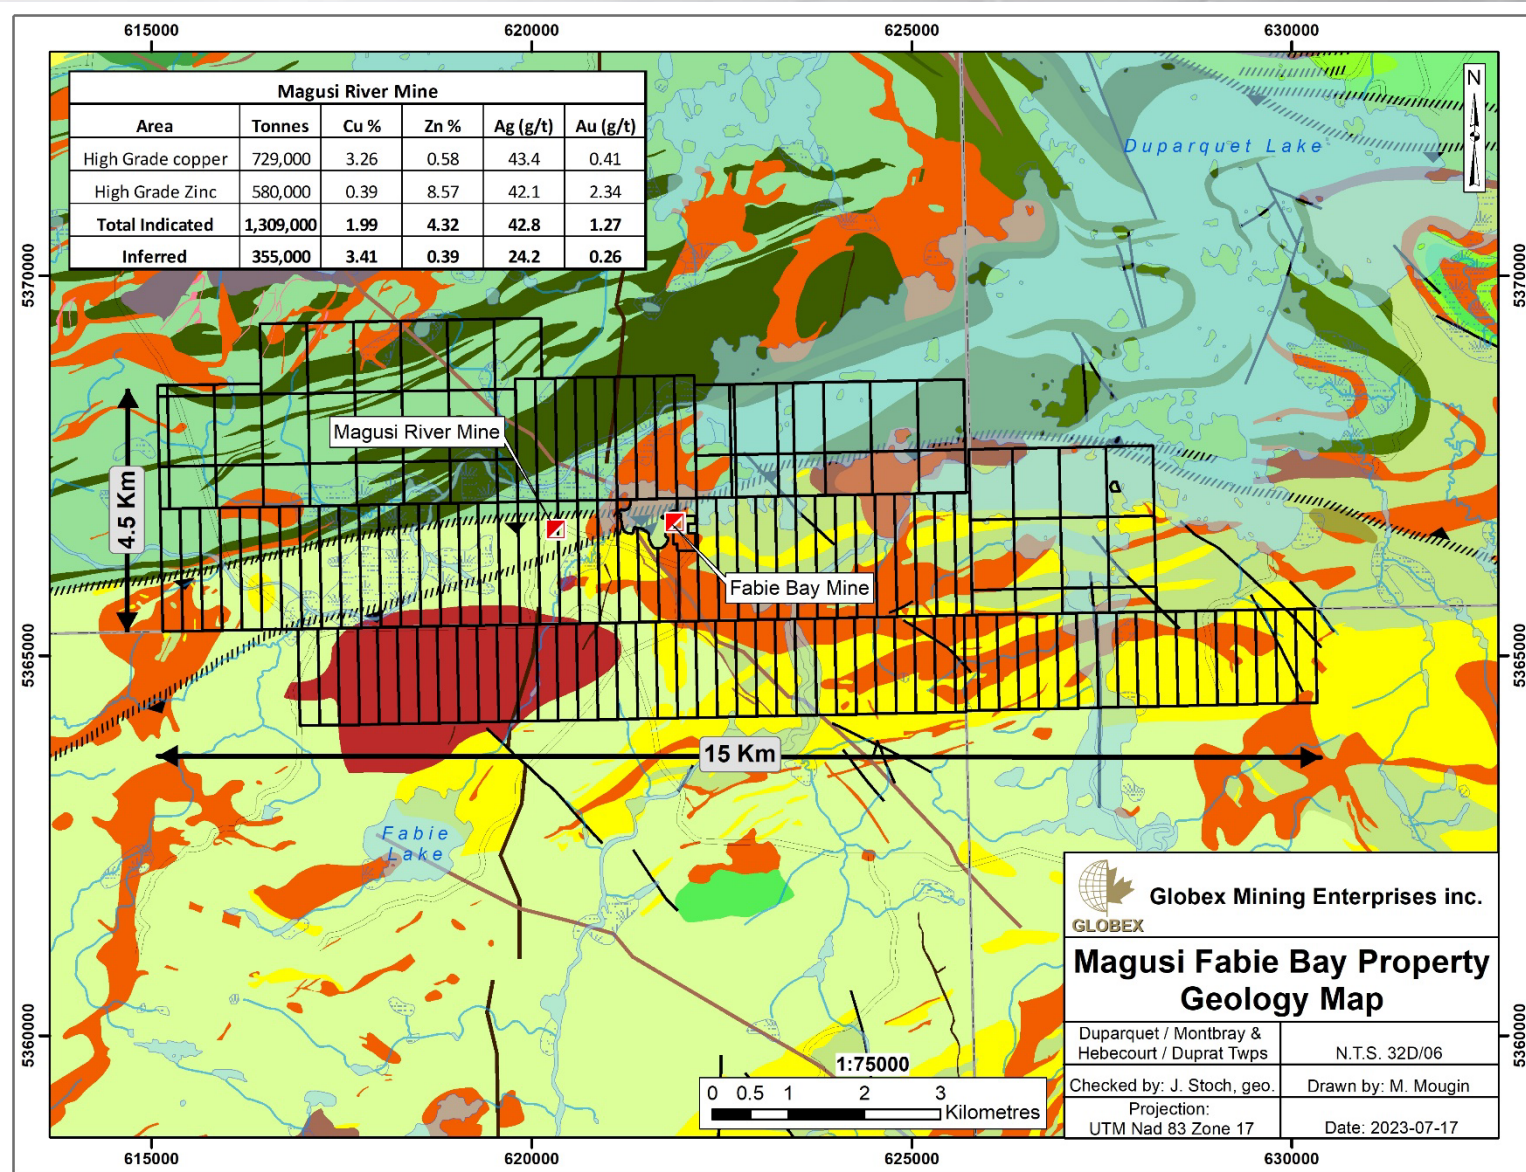 615000 620000 625000 630000
Magusi River Mine
Area Tonnes Cu % Zn % Ag (g/t) Au (g/t)
High Grade copper 729,000 3.26 0.58 43.4 0.41
High Grade Zinc 580,000 0.39 8.57 42.1 2.34
Total Indicated 1,309,000 1.99 4.32 42.8 1.27
Inferred 355,000 3.41 0.39 24.2 0.26
N
Duparquet Lake
5370000 5370000
Magusi River Mine
4.5 Km
Fabie Bay Mine
5365000 5365000
15 Km
Fabie
Lake
GLOBEX
Globex Mining Enterprises inc.
Magusi Fabie Bay Property
Geology Map
Duparquet / Montbray &
Hebecourt / Duprat Twps
N.T.S. 32D/06
Checked by: J. Stoch, geo.
Drawn by: M. Mougin
Projection:
UTM Nad 83 Zone 17
Date: 2023-07-17
5360000 5360000
1:75000
0 0.5 1 2 3
Kilometres
615000 620000 625000 630000